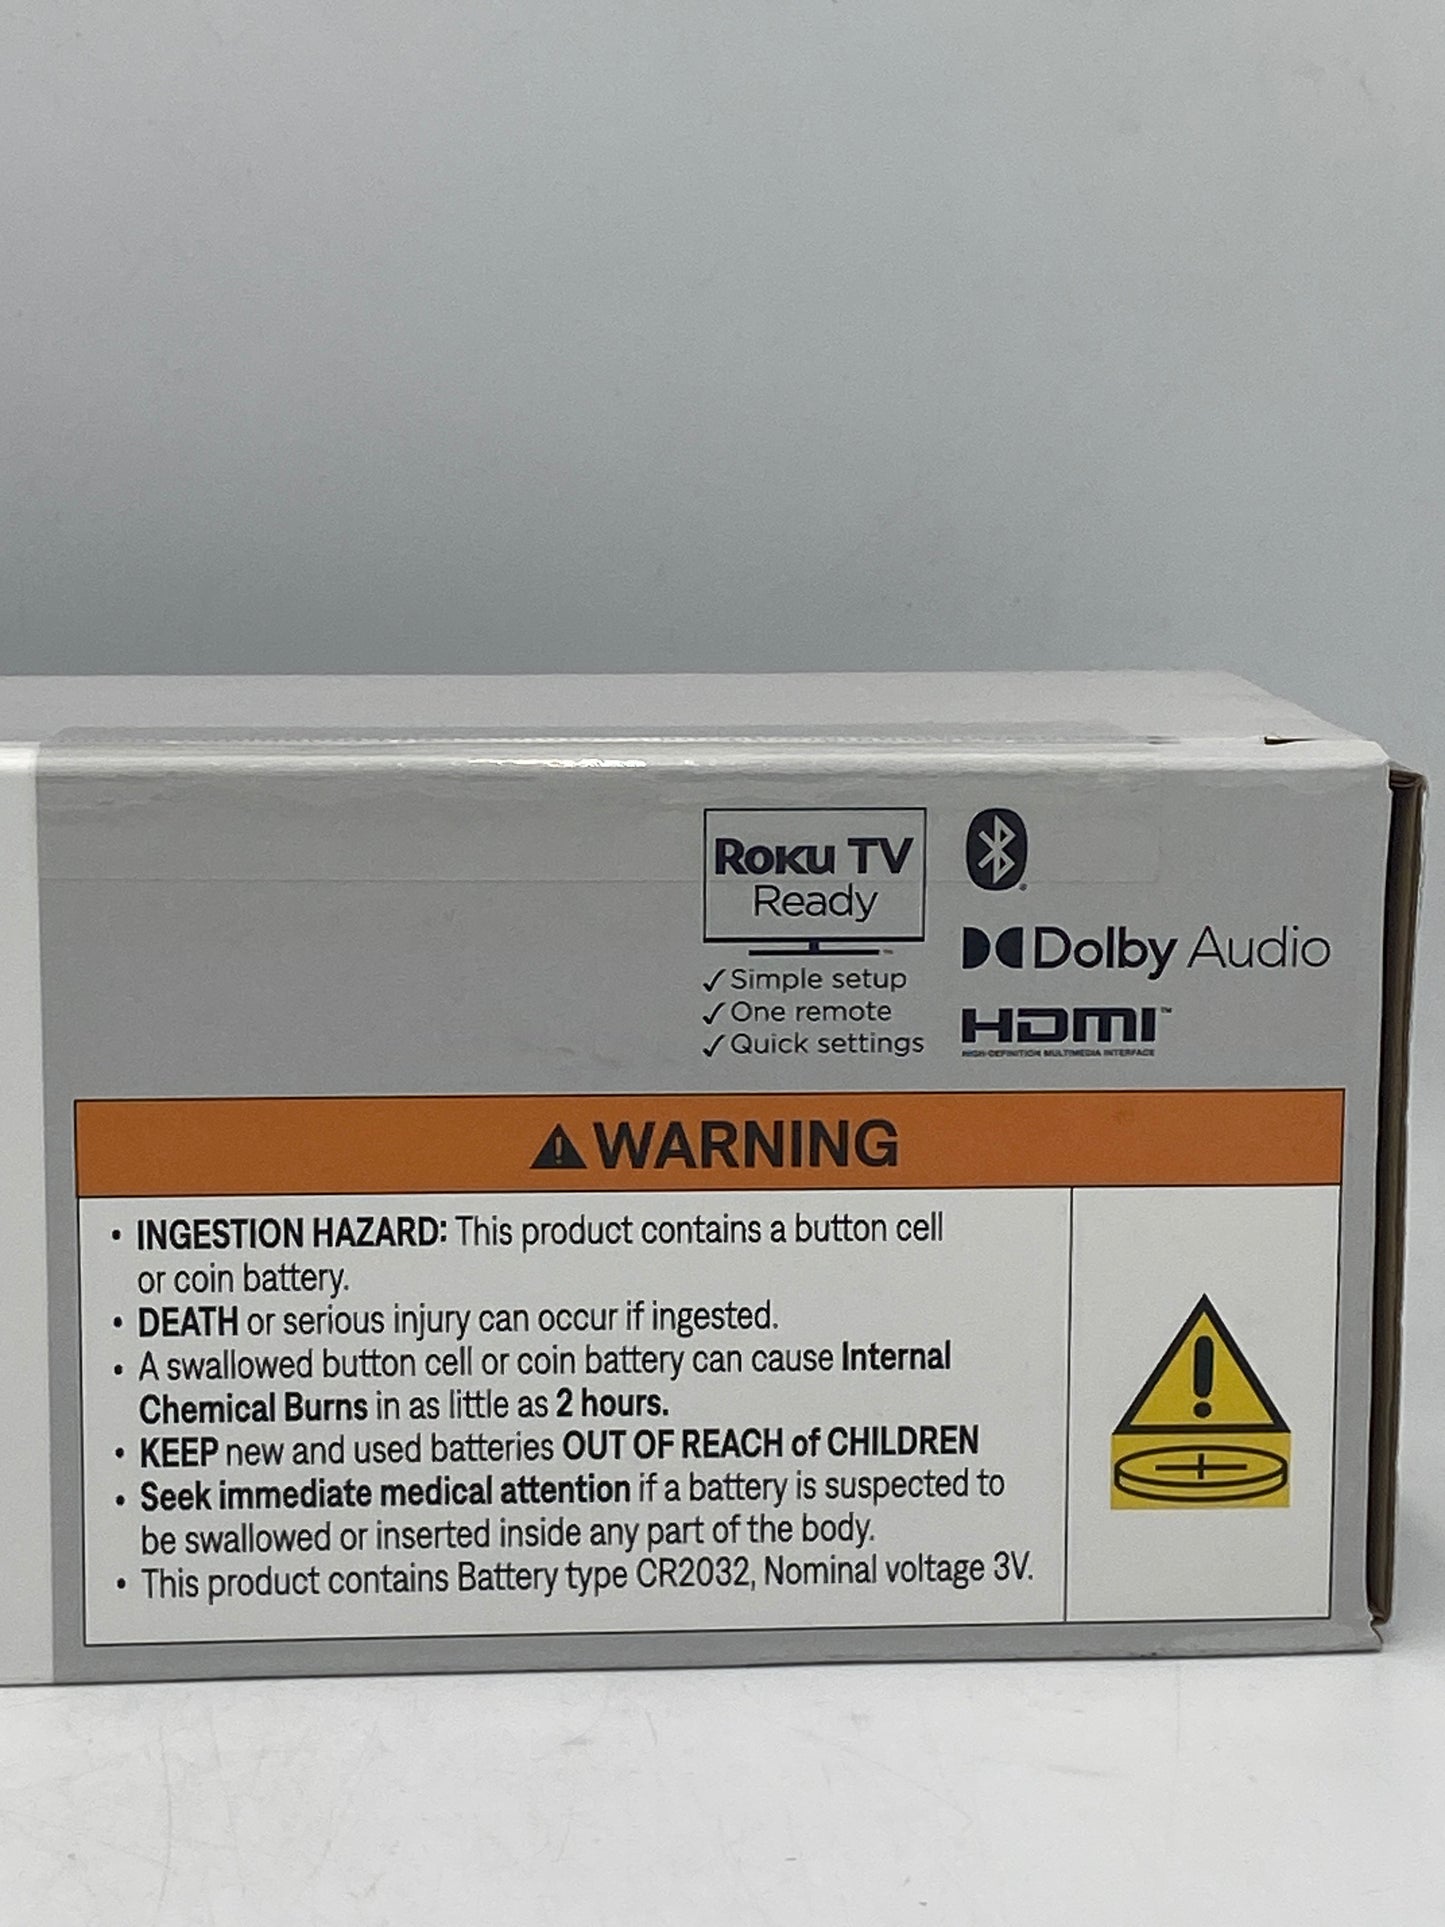 Roku TV
Ready
™
✓ Simple setup
✓ One remote
✓ Quick settings
®
Dolby Audio
HDMI™
HIGH-DEFINITION MULTIMEDIA INTERFACE
WARNING
• INGESTION HAZARD: This product contains a button cell
or coin battery.
• DEATH or serious injury can occur if ingested.
• A swallowed button cell or coin battery can cause Internal
Chemical Burns in as little as 2 hours.
• KEEP new and used batteries OUT OF REACH of CHILDREN
• Seek immediate medical attention if a battery is suspected to
be swallowed or inserted inside any part of the body.
• This product contains Battery type CR2032, Nominal voltage 3V.